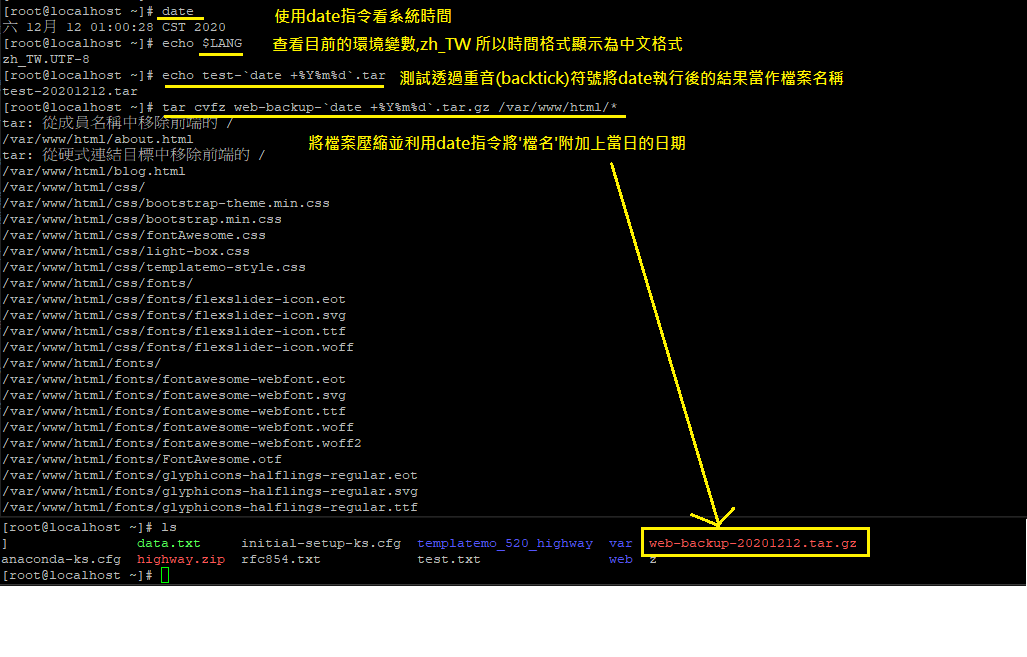 [root@localhost ~]# date 使用date指令看系統時間
六 12月 12 01:00:28 CST 2020
[root@localhost ~]# echo $LANG 查看目前的環境變數,zh_TW 所以時間格式顯示為中文格式
zh_TW.UTF-8
[root@localhost ~]# echo test-`date +%Y%m%d`.tar 測試透過重音(backtick)符號將date執行後的結果當作檔案名稱
test-20201212.tar
[root@localhost ~]# tar cvfz web-backup-`date +%Y%m%d`.tar.gz /var/www/html/*
tar: 從成員名稱中移除前端的 /
/var/www/html/about.html 將檔案壓縮並利用date指令將'檔名'附加上當日的日期
tar: 從硬式連結目標中移除前端的 /
/var/www/html/blog.html
/var/www/html/css/
/var/www/html/css/bootstrap-theme.min.css
/var/www/html/css/bootstrap.min.css
/var/www/html/css/fontAwesome.css
/var/www/html/css/light-box.css
/var/www/html/css/templatemo-style.css
/var/www/html/css/fonts/
/var/www/html/css/fonts/flexslider-icon.eot
/var/www/html/css/fonts/flexslider-icon.svg
/var/www/html/css/fonts/flexslider-icon.ttf
/var/www/html/css/fonts/flexslider-icon.woff
/var/www/html/fonts/
/var/www/html/fonts/fontawesome-webfont.eot
/var/www/html/fonts/fontawesome-webfont.svg
/var/www/html/fonts/fontawesome-webfont.ttf
/var/www/html/fonts/fontawesome-webfont.woff
/var/www/html/fonts/fontawesome-webfont.woff2
/var/www/html/fonts/FontAwesome.otf
/var/www/html/fonts/glyphicons-halflings-regular.eot
/var/www/html/fonts/glyphicons-halflings-regular.svg
/var/www/html/fonts/glyphicons-halflings-regular.ttf
[root@localhost ~]# ls
] data.txt initial-setup-ks.cfg templatemo_520_highway var web-backup-20201212.tar.gz
anaconda-ks.cfg highway.zip rfc854.txt test.txt web z
[root@localhost ~]#